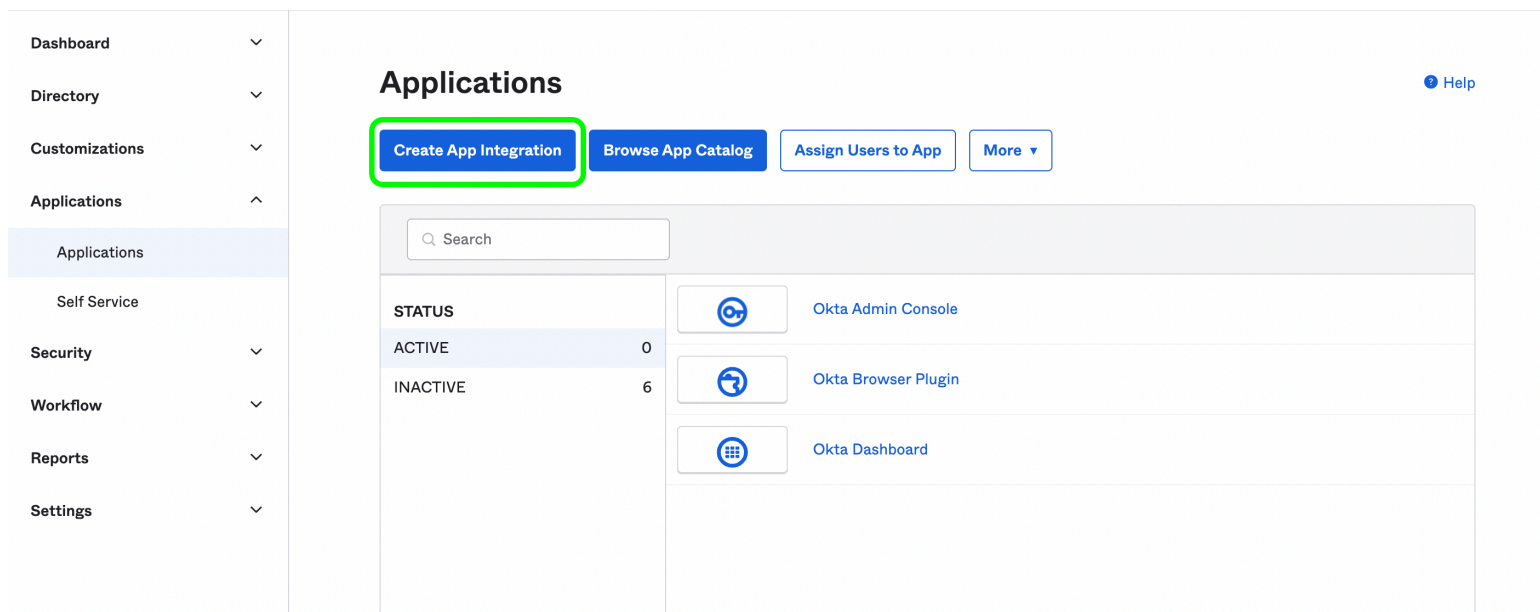 Dashboard
Directory
Customizations
Applications
Applications
Self Service
Security
Workflow
Reports
Settings
Applications
? Help
Create App Integration
Browse App Catalog
Assign Users to App
More ▼
Search
STATUS
ACTIVE 0
INACTIVE 6
Okta Admin Console
Okta Browser Plugin
Okta Dashboard